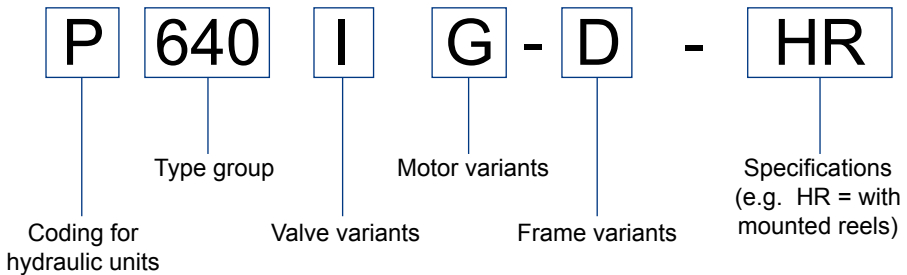 P 640 I G - D - HR
Type group
Motor variants
Specifications
(e.g. HR = with
mounted reels)
Coding for
hydraulic units
Valve variants
Frame variants